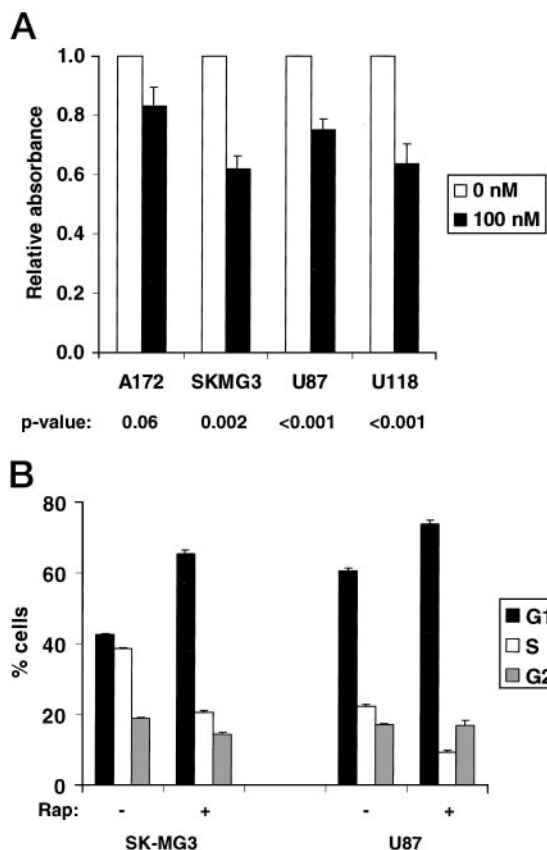 A
Relative absorbance
1.0
0.8
0.6
0.4
0.2
0.0
0 nM
100 nM
A172 SKMG3 U87 U118
p-value: 0.06 0.002 <0.001 <0.001
B
% cells
80
60
40
20
0
G1
S
G2
Rap: - + - +
SK-MG3 U87